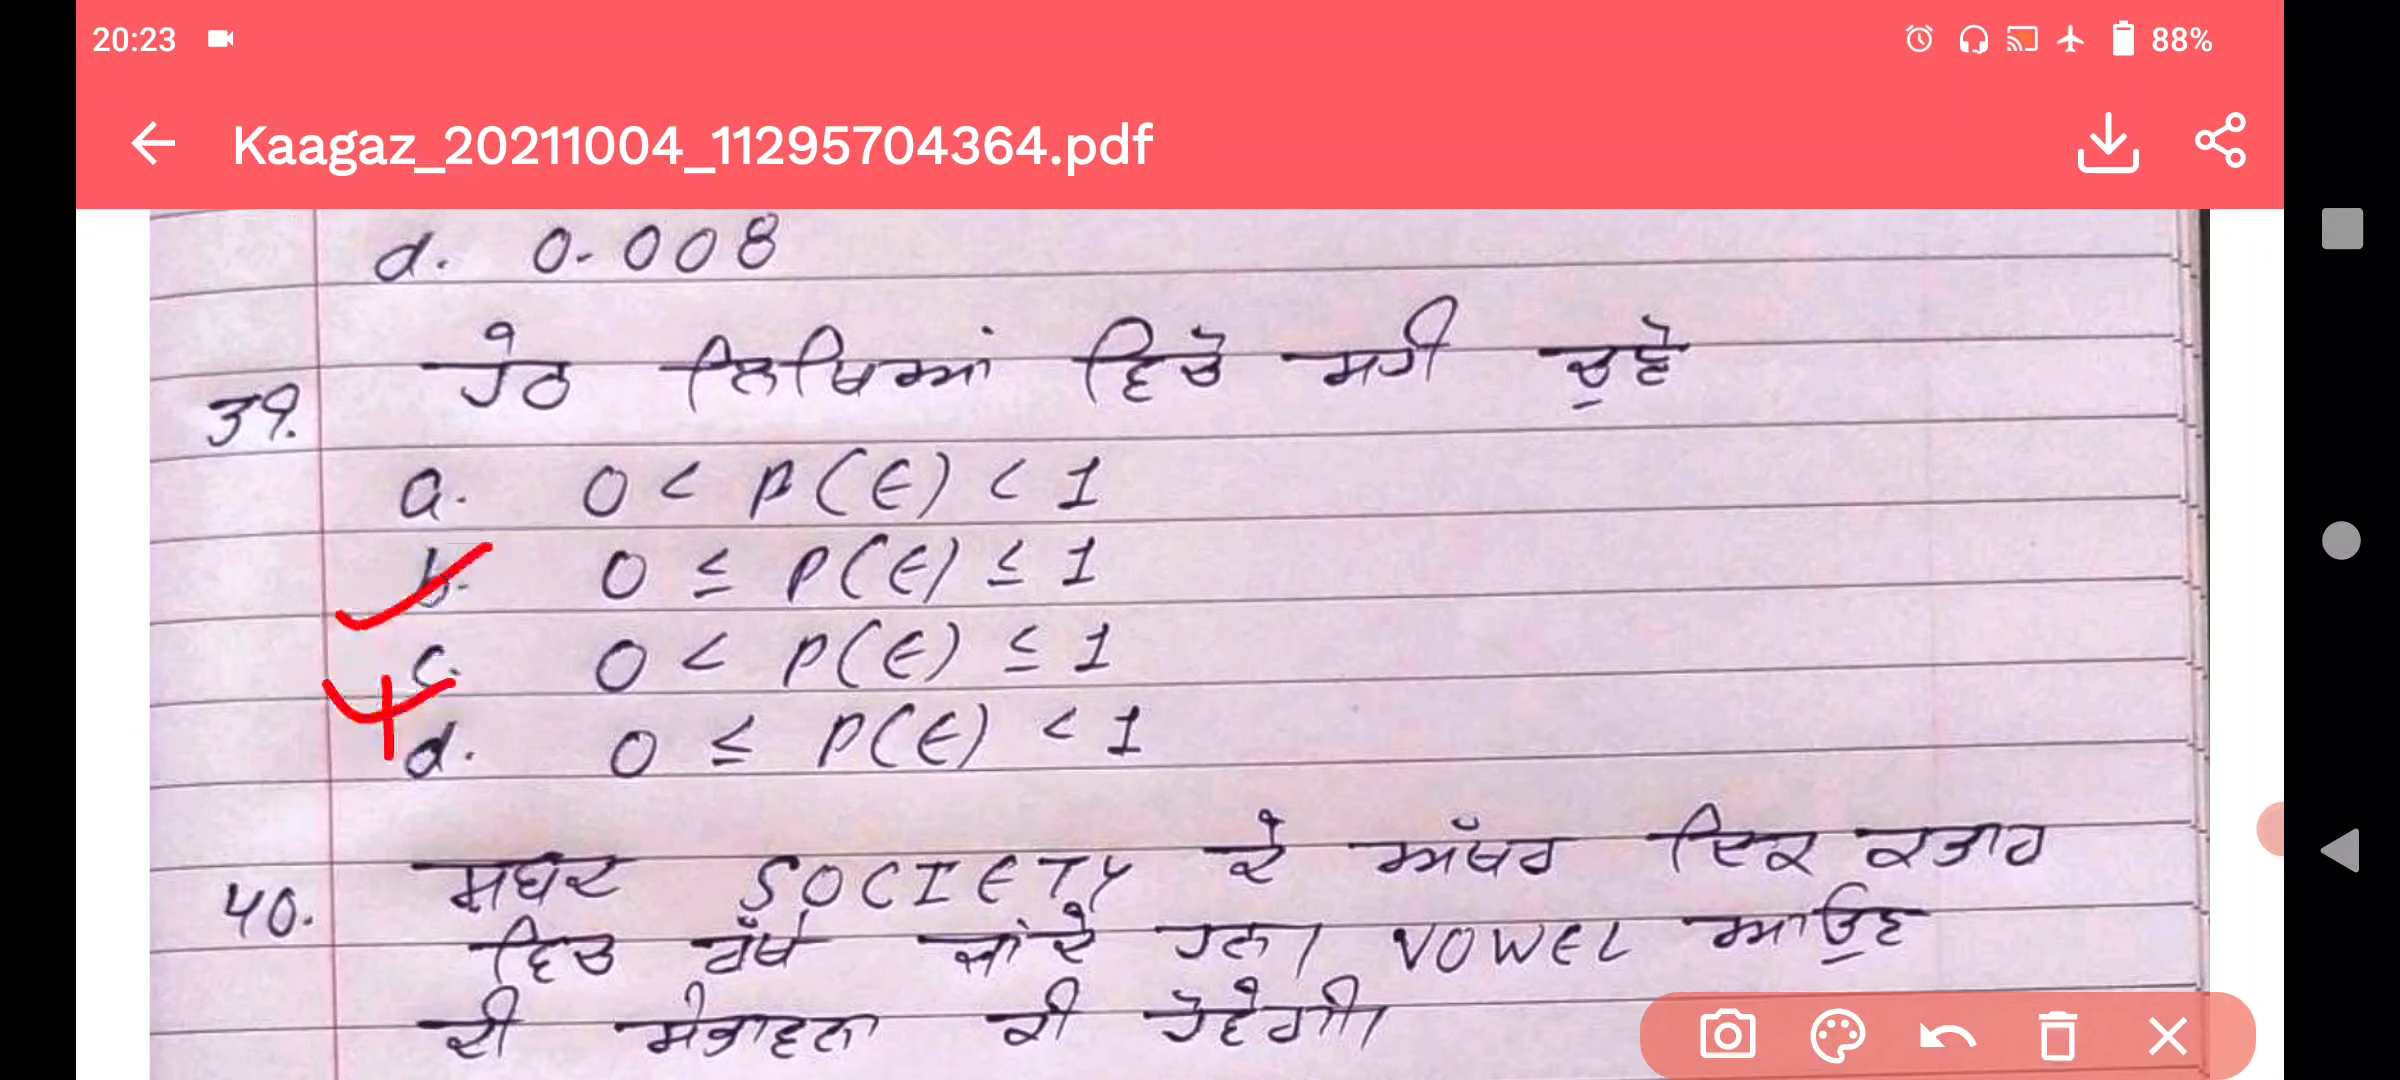 20:23 88%
Kaagaz_20211004_11295704364.pdf
d. 0.008
39. ਹੇਠ ਲਿਖਿਆਂ ਵਿਚੋ ਸਹੀ ਚੁਣੋ
a. 0 < P(E) < 1
b. 0 ≤ P(E) ≤ 1
c. 0 < P(E) ≤ 1
d. 0 ≤ P(E) < 1
40. ਸ਼ਬਦ SOCIETY ਦੇ ਅੱਖਰ ਇਕ ਕਤਾਰ
ਵਿਚ ਰੱਖੇ ਜਾਂਦੇ ਹਨ। VOWEL ਆਉਣ
ਦੀ ਸੰਭਾਵਨਾ ਕੀ ਹੋਵੇਗੀ।